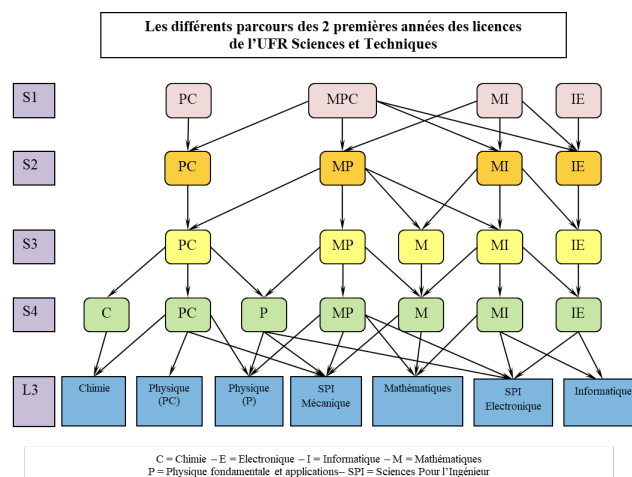 Les différents parcours des 2 premières années des licences
de l'UFR Sciences et Techniques
S1
PC
MPC
MI
IE
S2
PC
MP
MI
IE
S3
PC
MP
M
MI
IE
S4
C
PC
P
MP
M
MI
IE
L3
Chimie
Physique
(PC)
Physique
(P)
SPI
Mécanique
Mathématiques
SPI
Electronique
Informatique
C = Chimie – E = Electronique – I = Informatique – M = Mathématiques
P = Physique fondamentale et applications– SPI = Sciences Pour l'Ingénieur